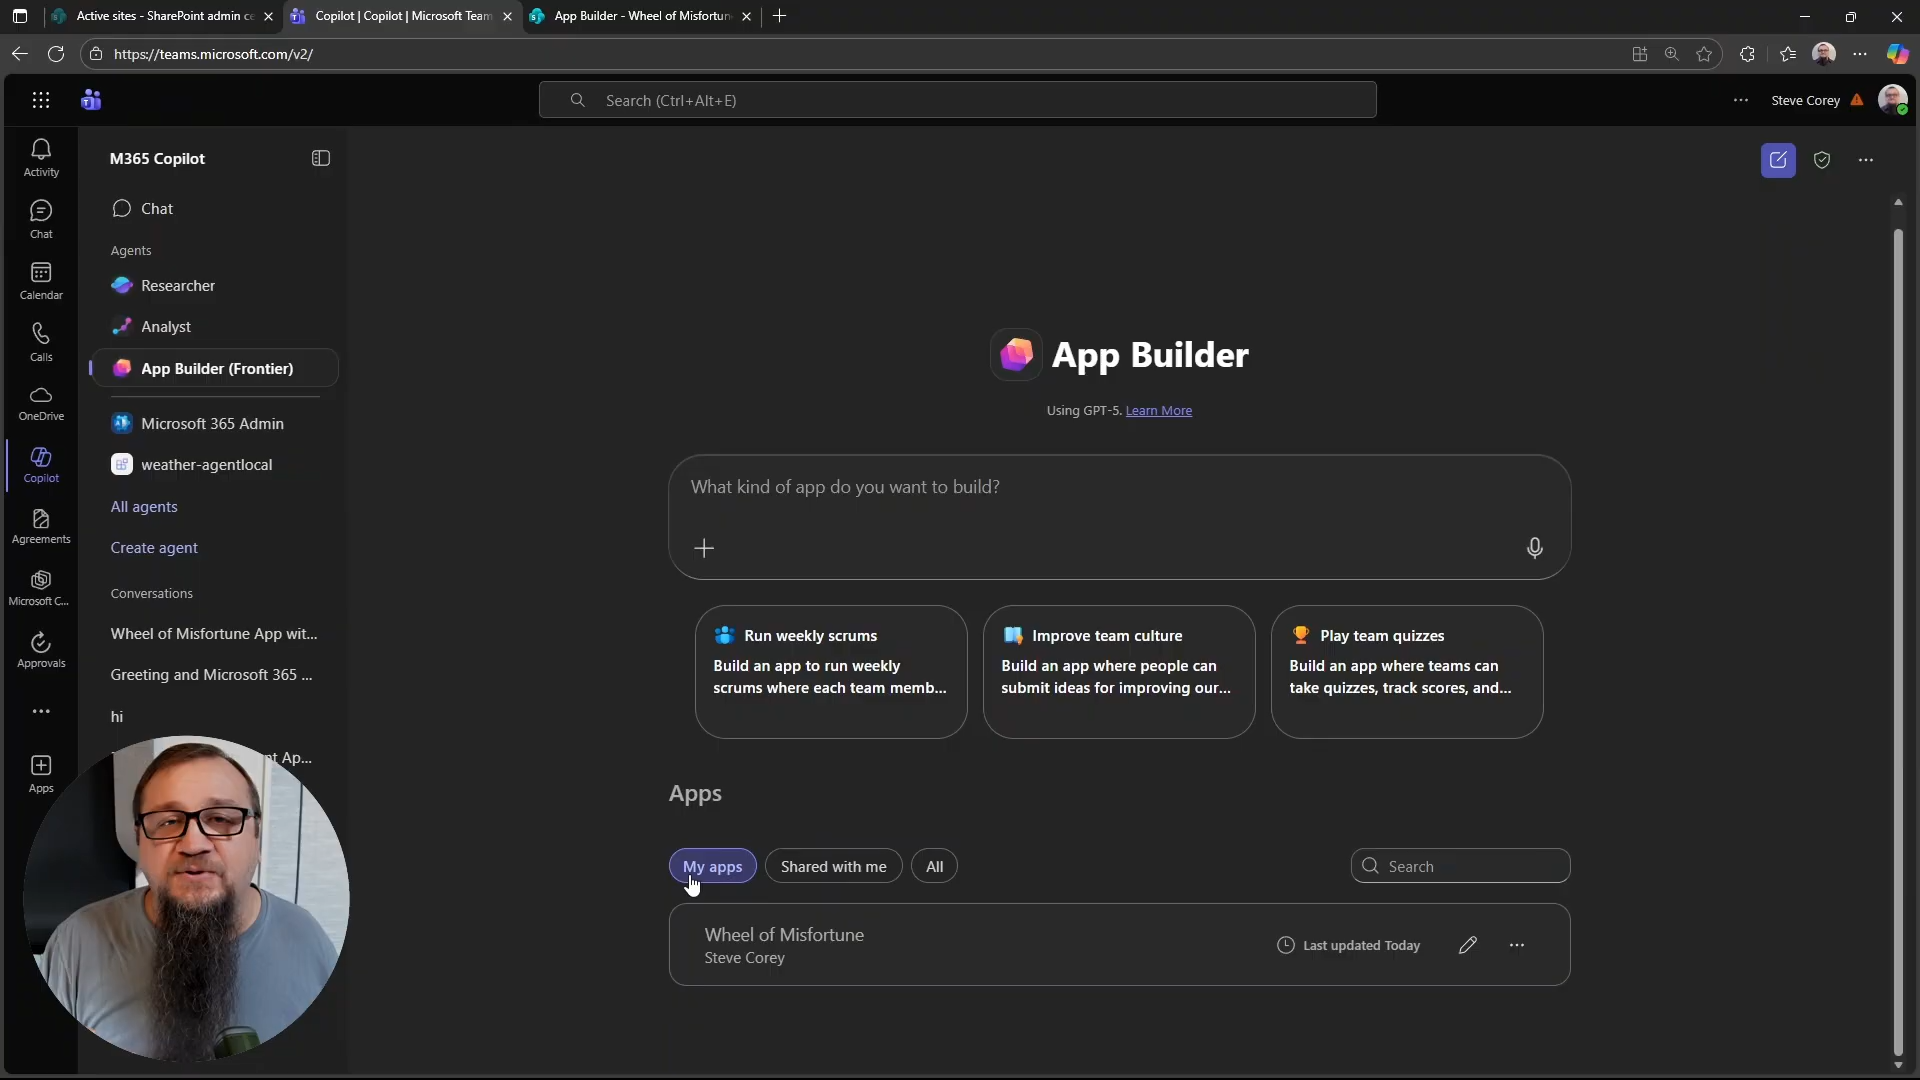 Active sites - SharePoint admin ce
Copilot | Copilot | Microsoft Team
App Builder - Wheel of Misfortun
https://teams.microsoft.com/v2/
Search (Ctrl+Alt+E)
Steve Corey
Activity
Chat
Calendar
Calls
OneDrive
Copilot
Agreements
Microsoft C...
Approvals
Apps
M365 Copilot
Chat
Agents
Researcher
Analyst
App Builder (Frontier)
Microsoft 365 Admin
weather-agentlocal
All agents
Create agent
Conversations
Wheel of Misfortune App wit...
Greeting and Microsoft 365 ...
hi
App Builder
Using GPT-5. Learn More
What kind of app do you want to build?
Run weekly scrums
Build an app to run weekly
scrums where each team memb...
Improve team culture
Build an app where people can
submit ideas for improving our...
Play team quizzes
Build an app where teams can
take quizzes, track scores, and...
Apps
My apps
Shared with me
All
Search
Wheel of Misfortune
Steve Corey
Last updated Today